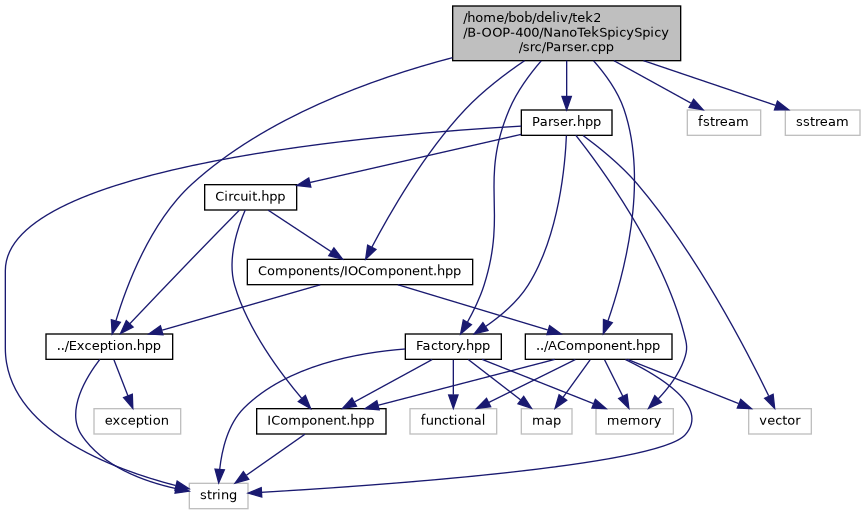 /home/bob/deliv/tek2
/B-OOP-400/NanoTekSpicySpicy
/src/Parser.cpp
Parser.hpp
fstream
sstream
Circuit.hpp
Components/IOComponent.hpp
../Exception.hpp
Factory.hpp
../AComponent.hpp
exception
IComponent.hpp
functional
map
memory
vector
string